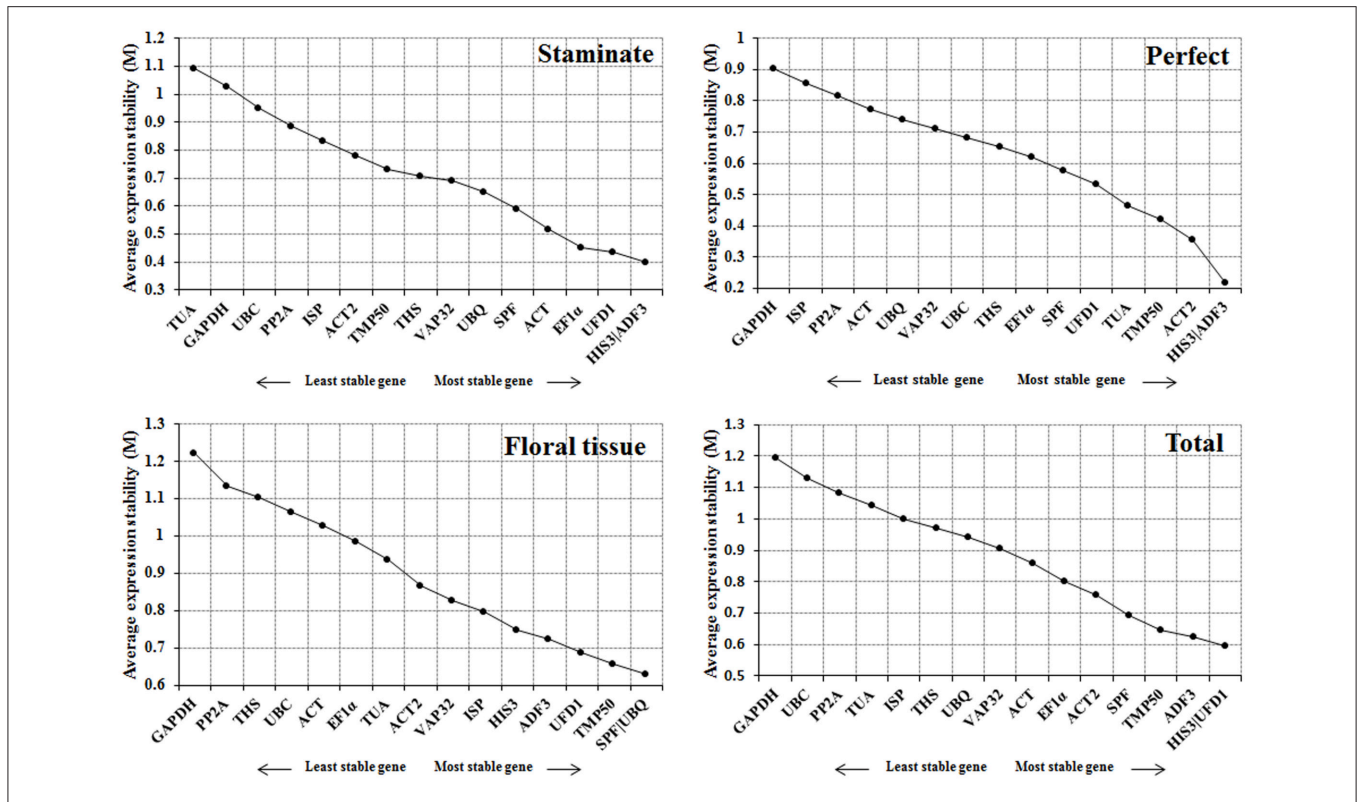 Staminate
Average expression stability (M)
1.2
1.1
1
0.9
0.8
0.7
0.6
0.5
0.4
0.3
TUA
GAPDH
UBC
PP2A
ISP
ACT2
TMP50
THS
VAP32
UBQ
SPF
ACT
EF1α
UFD1
HIS3|ADF3
Least stable gene Most stable gene
Perfect
Average expression stability (M)
1
0.9
0.8
0.7
0.6
0.5
0.4
0.3
0.2
GAPDH
ISP
PP2A
ACT
UBQ
VAP32
UBC
THS
EF1α
SPF
UFD1
TUA
TMP50
ACT2
HIS3|ADF3
Least stable gene Most stable gene
Floral tissue
Average expression stability (M)
1.3
1.2
1.1
1
0.9
0.8
0.7
0.6
GAPDH
PP2A
THS
UBC
ACT
EF1α
TUA
ACT2
VAP32
ISP
HIS3
ADF3
UFD1
TMP50
SPF|UBQ
Least stable gene Most stable gene
Total
Average expression stability (M)
1.3
1.2
1.1
1
0.9
0.8
0.7
0.6
0.5
GAPDH
UBC
PP2A
TUA
ISP
THS
UBQ
VAP32
ACT
EF1α
ACT2
SPF
TMP50
ADF3
HIS3|UFD1
Least stable gene Most stable gene